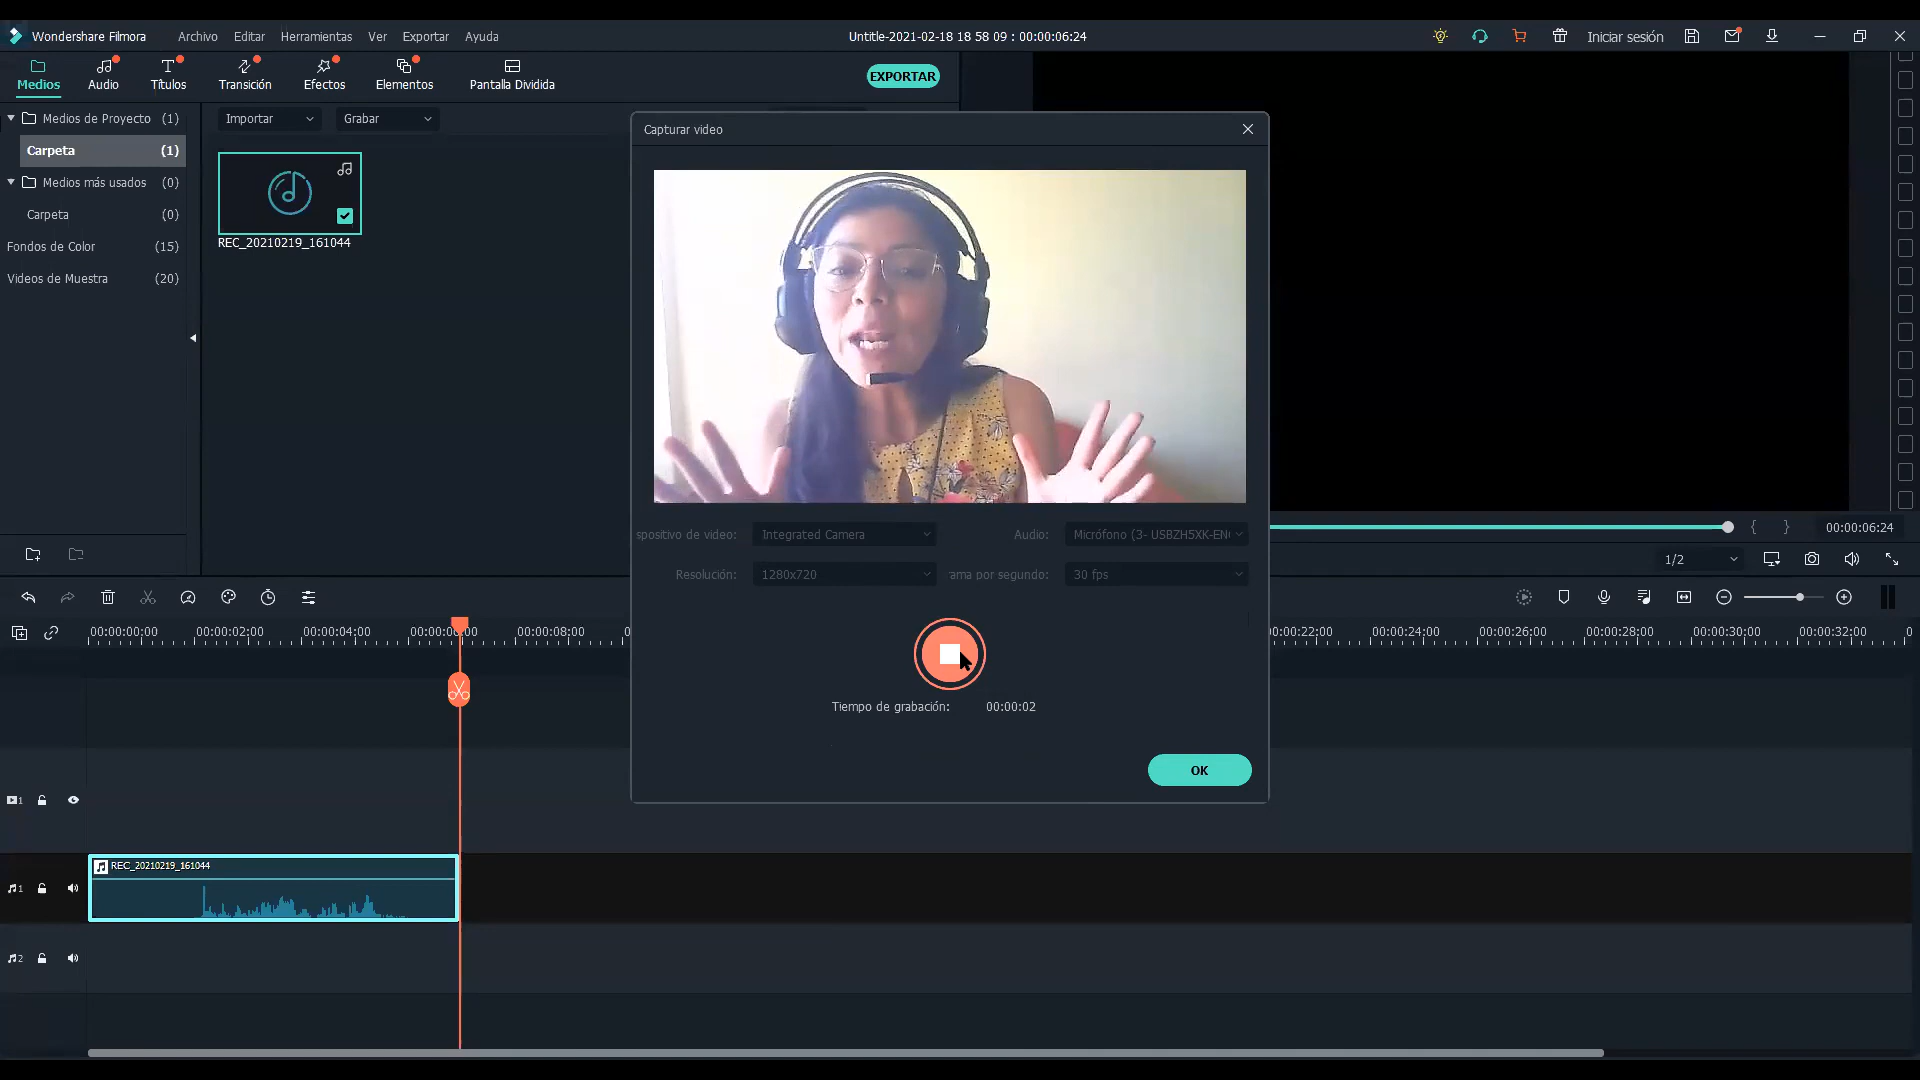 Wondershare Filmora Archivo Editar Herramientas Ver Exportar Ayuda Untitle-2021-02-18 18 58 09 : 00:00:06:24 Iniciar sesión
Medios Audio Títulos Transición Efectos Elementos Pantalla Dividida EXPORTAR
Medios de Proyecto (1) Importar Grabar
Capturar video
Carpeta (1)
Medios más usados (0)
Carpeta (0)
REC_20210219_161044
Fondos de Color (15)
Videos de Muestra (20)
{ } 00:00:06:24
spositivo de video: Integrated Camera Audio: Micrófono (3- USBZH5XK-EN
1/2
Resolución: 1280x720 ama por segundo: 30 fps
00:00:00:00 00:00:02:00 00:00:04:00 00:00:08:00 00:00:22:00 00:00:24:00 00:00:26:00 00:00:28:00 00:00:30:00 00:00:32:00
Tiempo de grabación: 00:00:02
OK
1
REC_20210219_161044
1
2